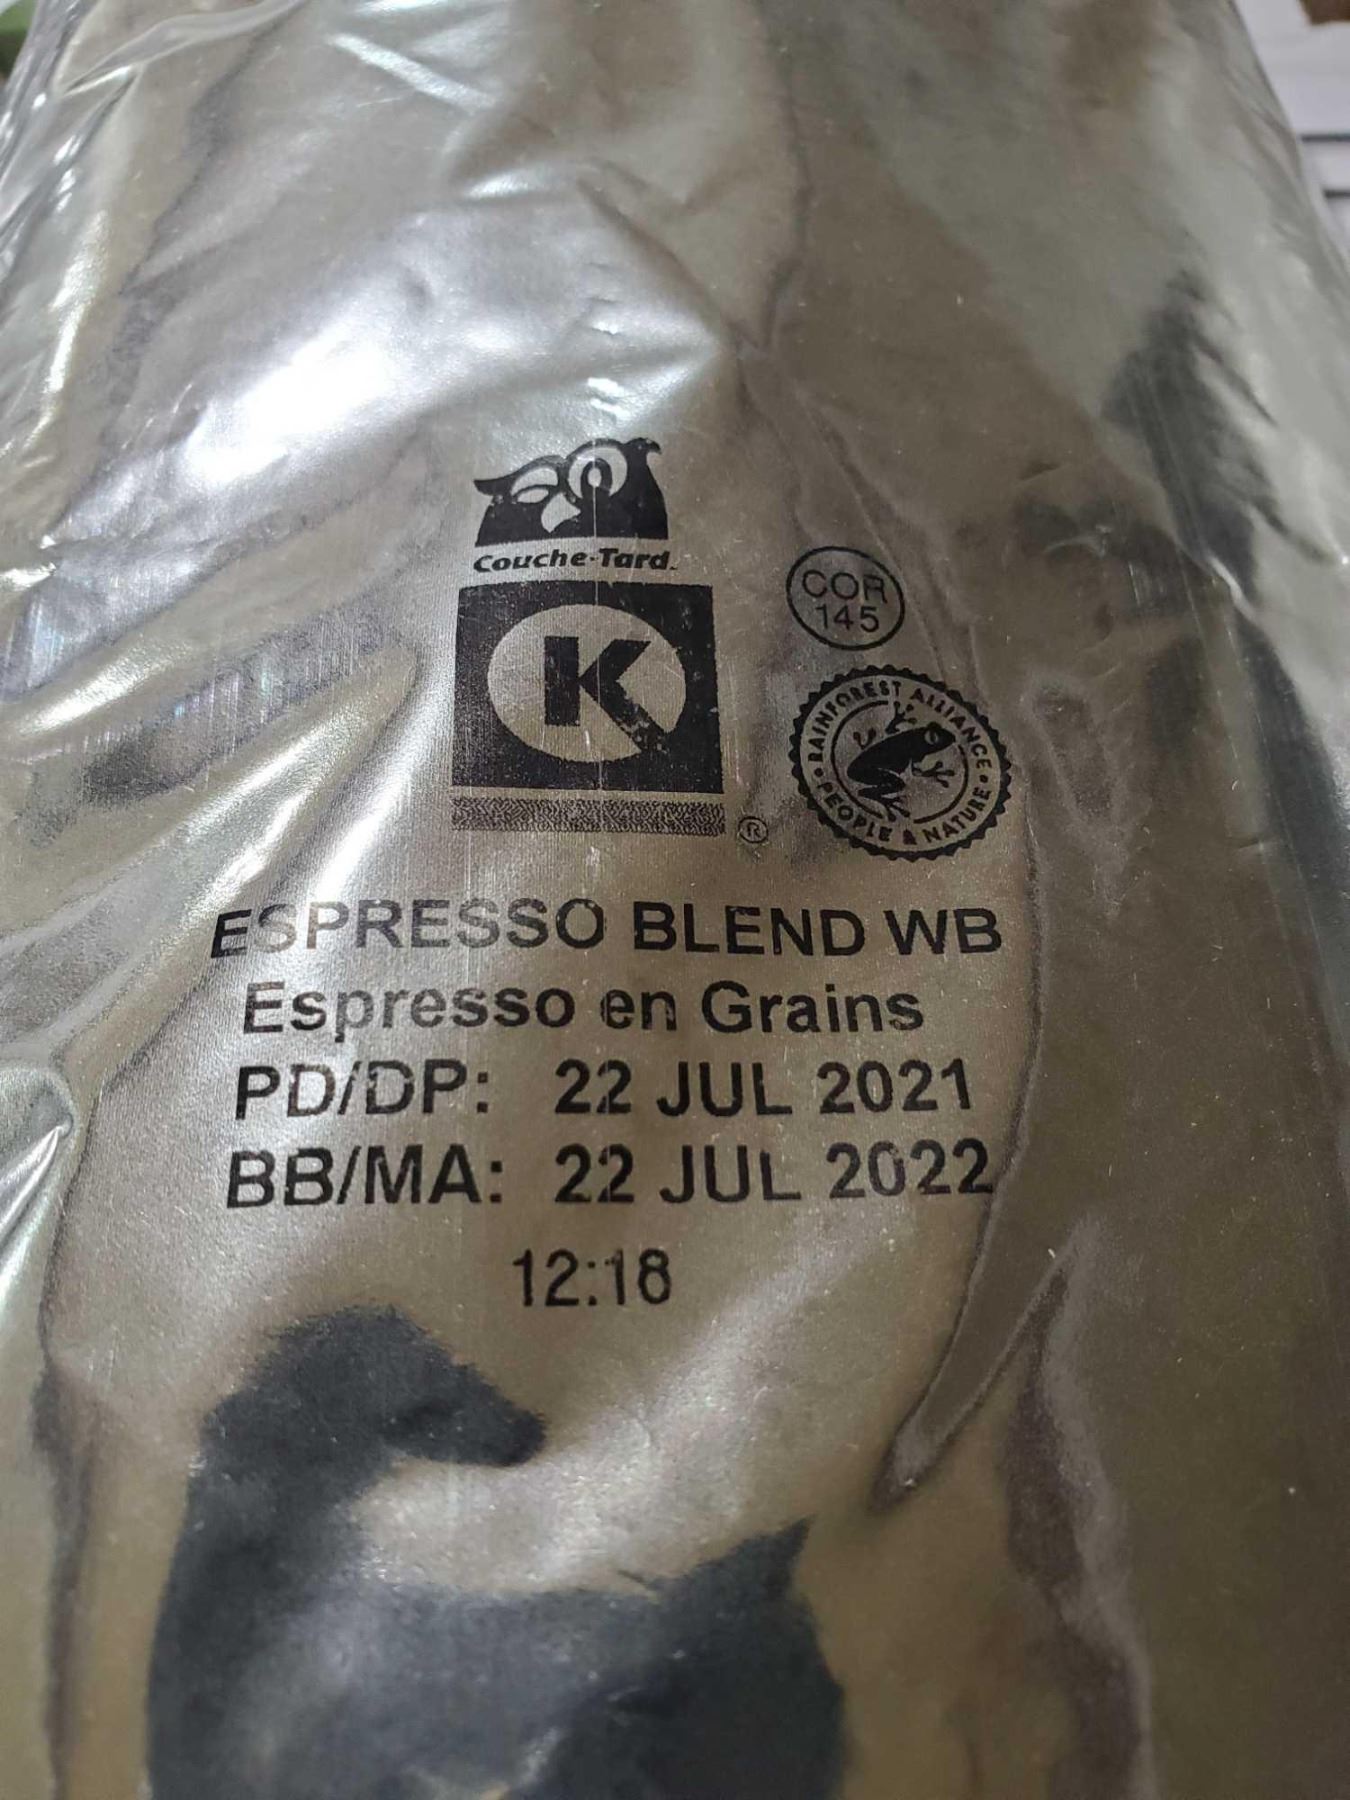 Couche-Tard
K
®
COR
145
RAINFOREST ALLIANCE
PEOPLE & NATURE
ESPRESSO BLEND WB
Espresso en Grains
PD/DP: 22 JUL 2021
BB/MA: 22 JUL 2022
12:18